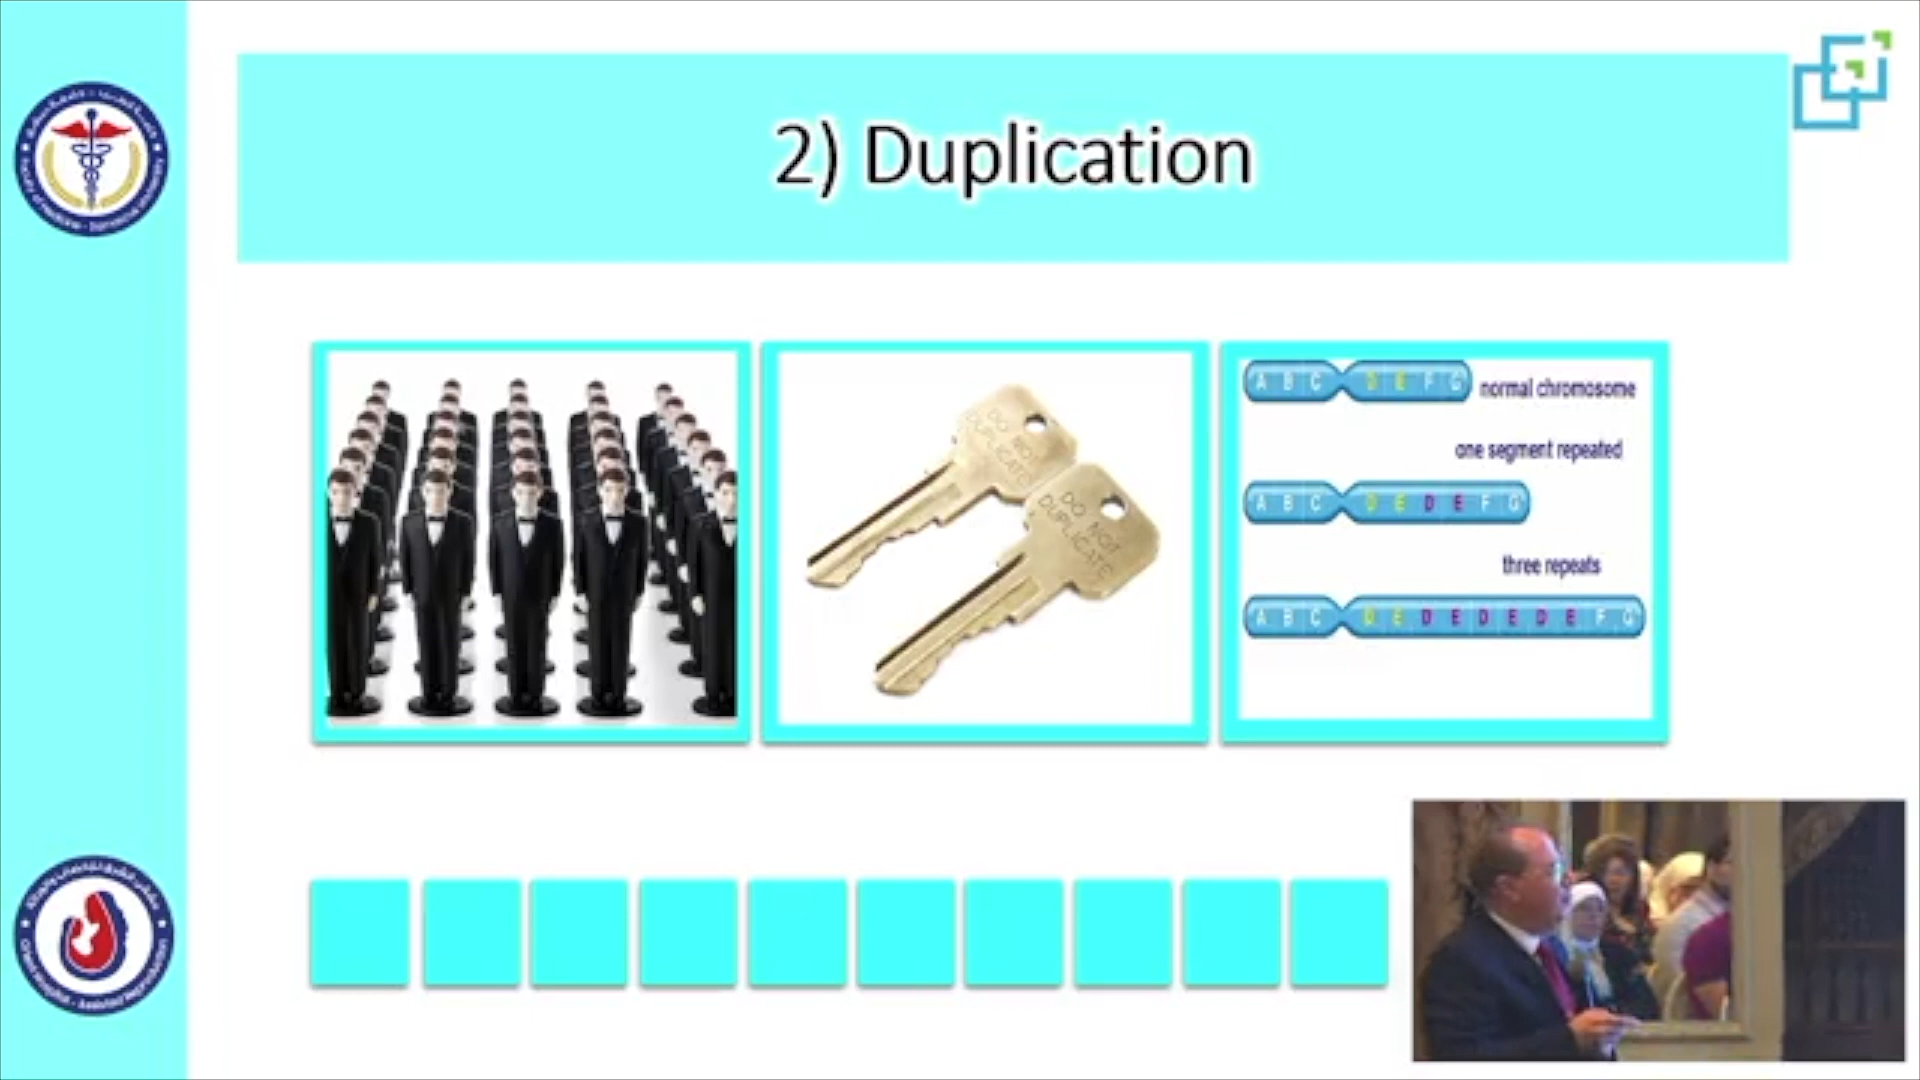 2) Duplication
DO NOT
DUPLICATE
DO NOT
DUPLICATE
A B C D E F G normal chromosome
one segment repeated
A B C D E D E F G
three repeats
A B C D E D E D E D E F G